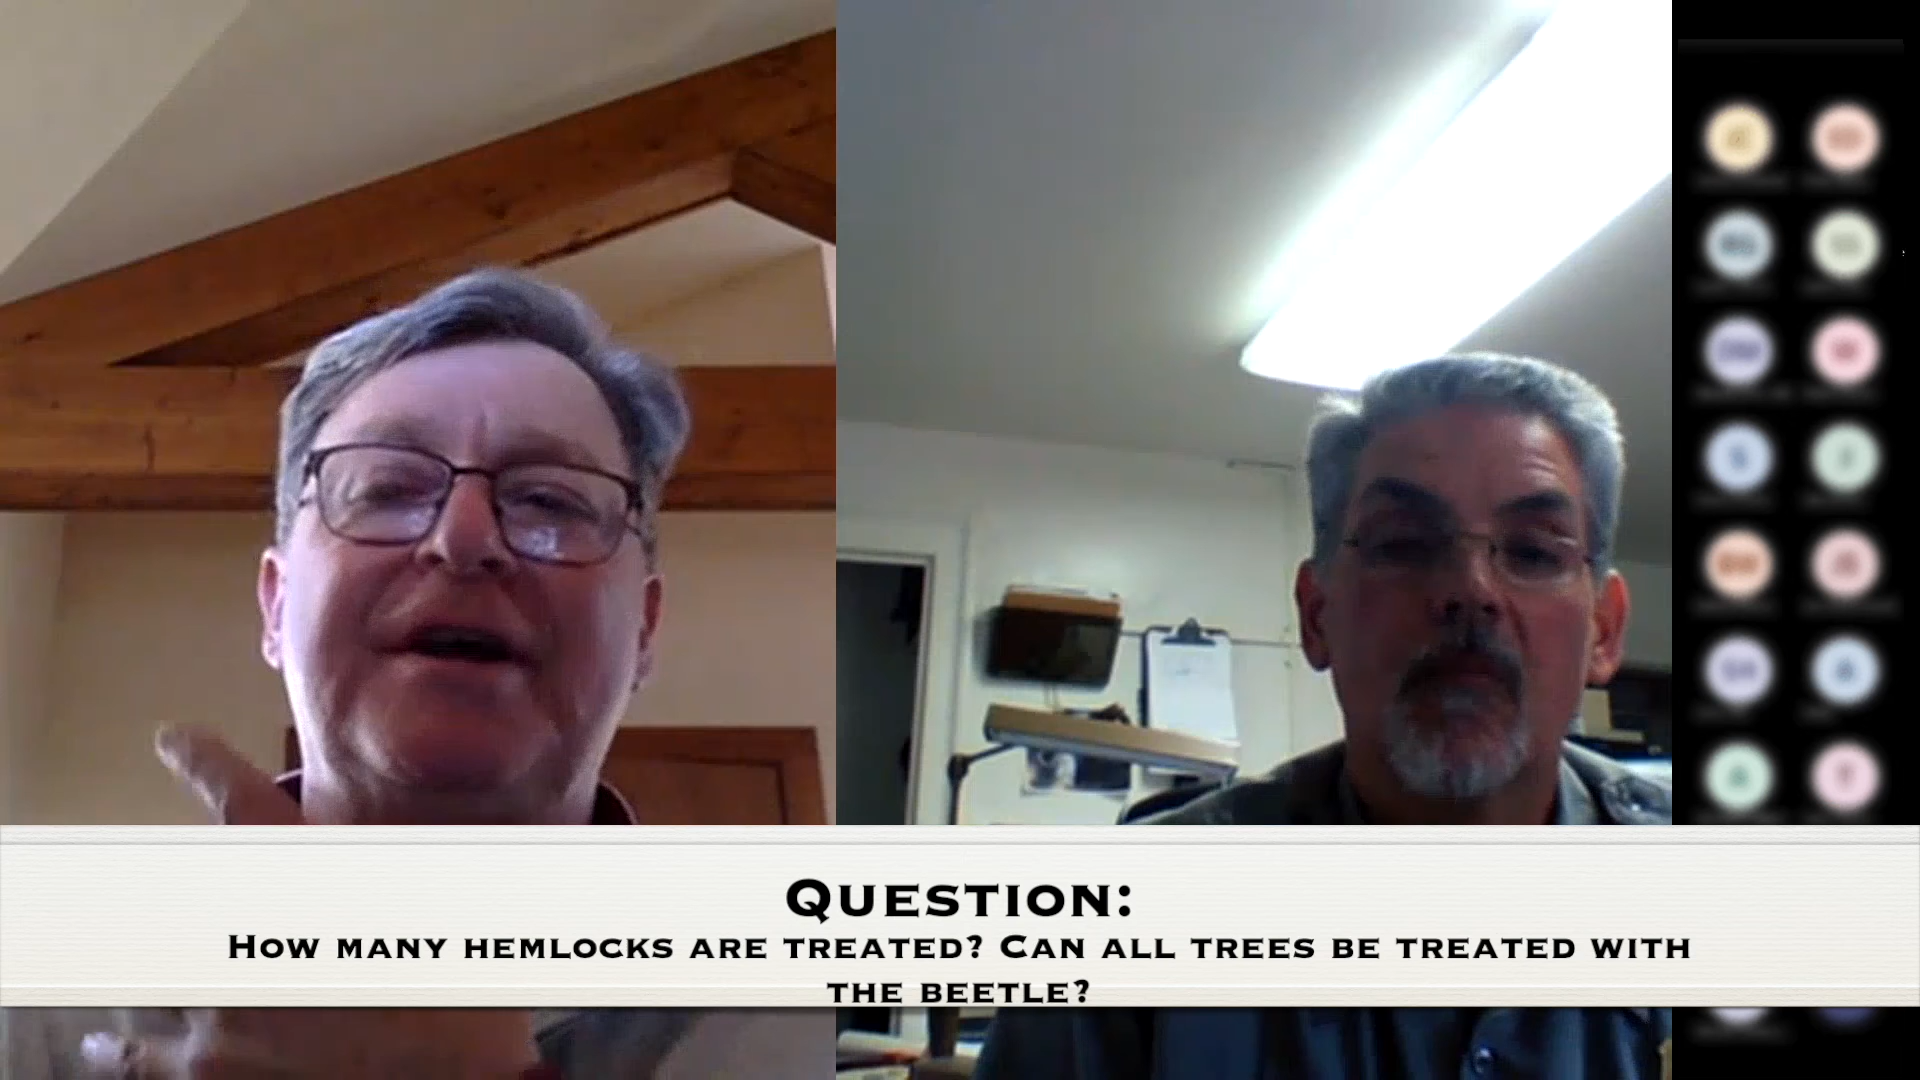 Question:
How many hemlocks are treated? Can all trees be treated with
the beetle?